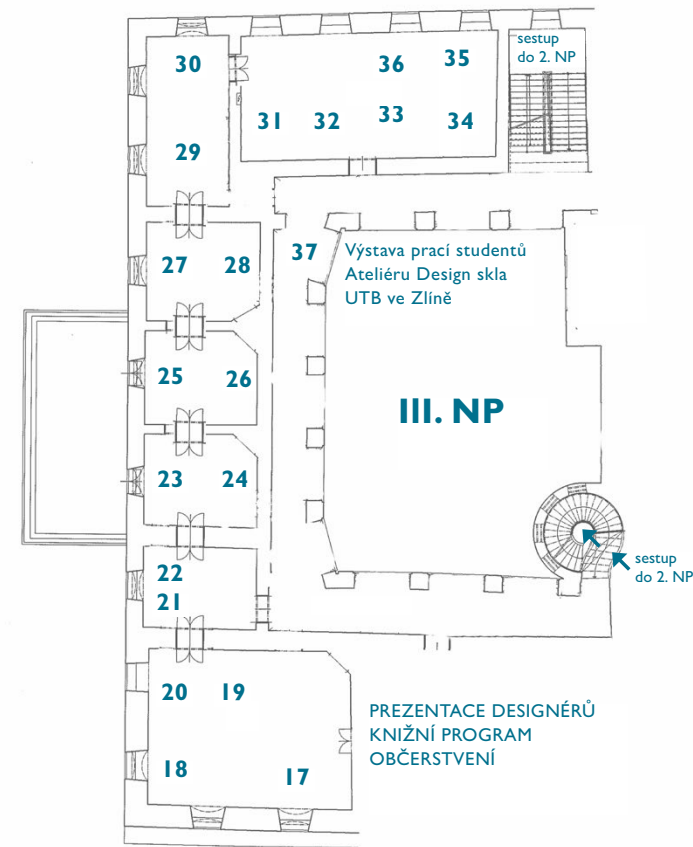 sestup
do 2. NP
30
36
35
31
32
33
34
29
37
Výstava prací studentů
Ateliéru Design skla
UTB ve Zlíně
27
28
25
26
III. NP
23
24
sestup
do 2. NP
22
21
20
19
PREZENTACE DESIGNÉRŮ
KNIŽNÍ PROGRAM
OBČERSTVENÍ
18
17